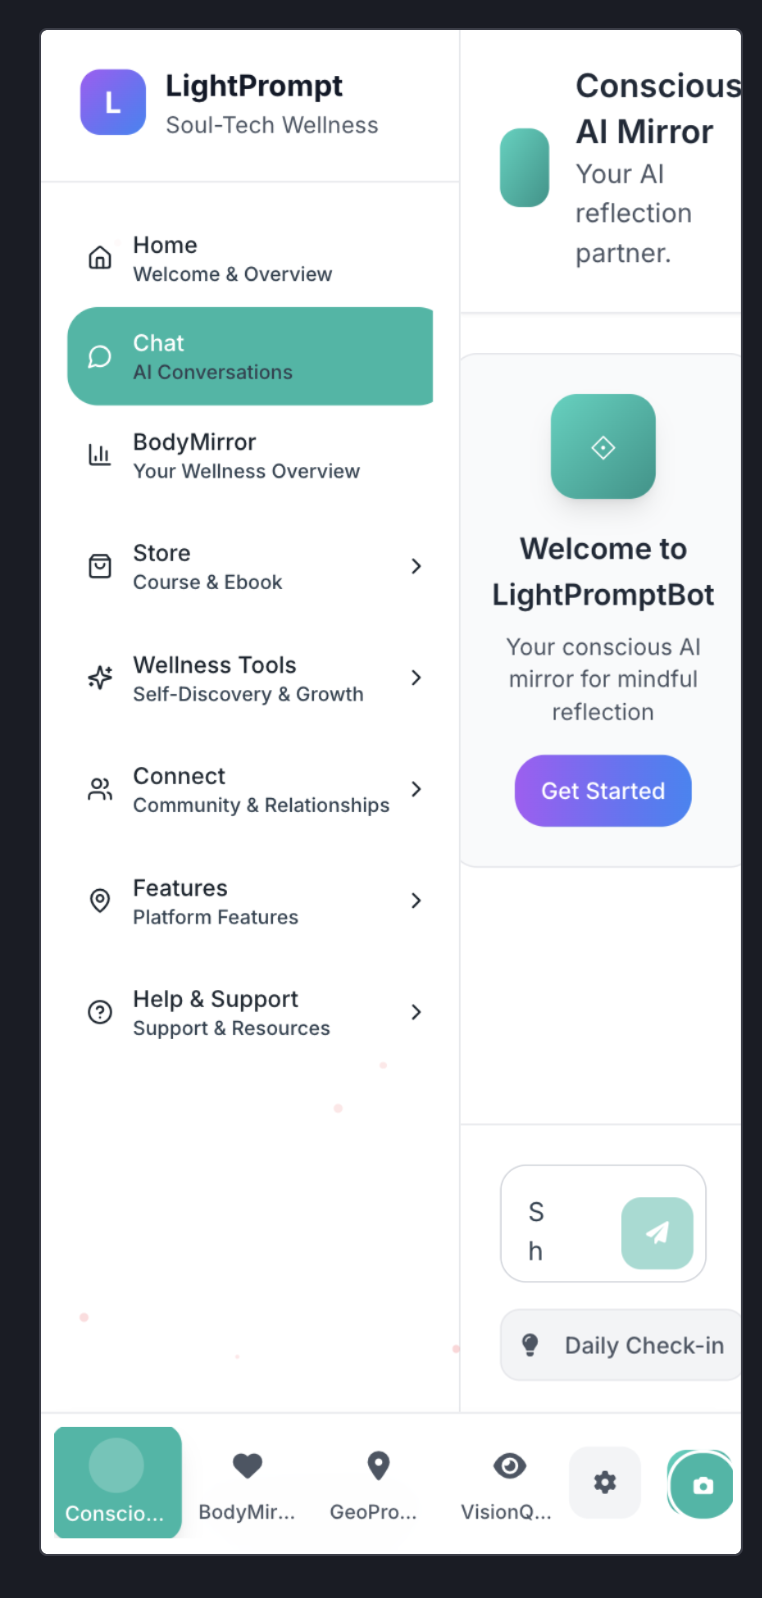 L
LightPrompt
Soul-Tech Wellness
Home
Welcome & Overview
Chat
AI Conversations
BodyMirror
Your Wellness Overview
Store
Course & Ebook
Wellness Tools
Self-Discovery & Growth
Connect
Community & Relationships
Features
Platform Features
Help & Support
Support & Resources
Conscious
AI Mirror
Your AI
reflection
partner.
Welcome to
LightPromptBot
Your conscious AI
mirror for mindful
reflection
Get Started
S
h
Daily Check-in
Conscio...
BodyMir...
GeoPro...
VisionQ...